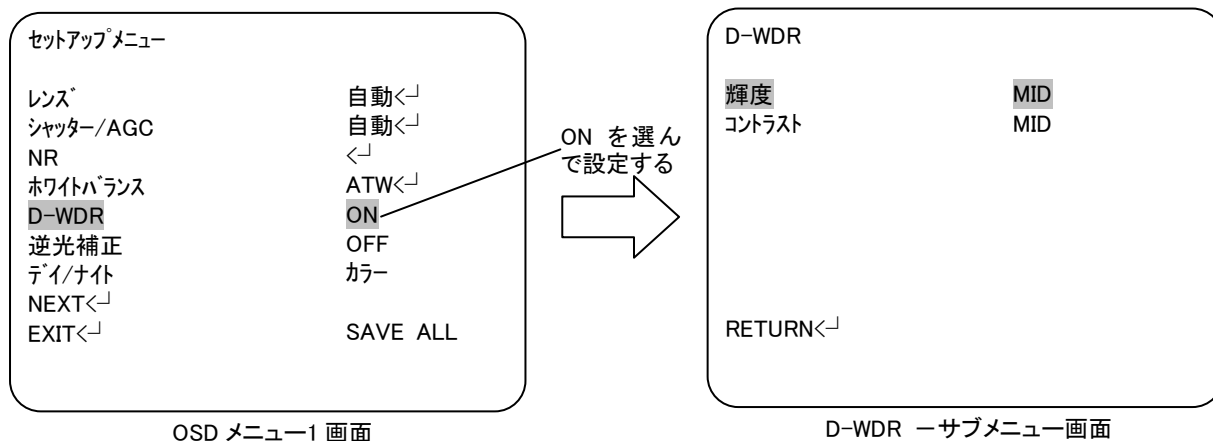 セットアップメニュー
レンズ 自動<┘
シャッター/AGC 自動<┘
NR <┘
ホワイトバランス ATW<┘
D-WDR ON
逆光補正 OFF
デイ/ナイト カラー
NEXT<┘
EXIT<┘ SAVE ALL
OSD メニュー1 画面
ON を選ん
で設定する
D-WDR
輝度 MID
コントラスト MID
RETURN<┘
D-WDR －サブメニュー画面